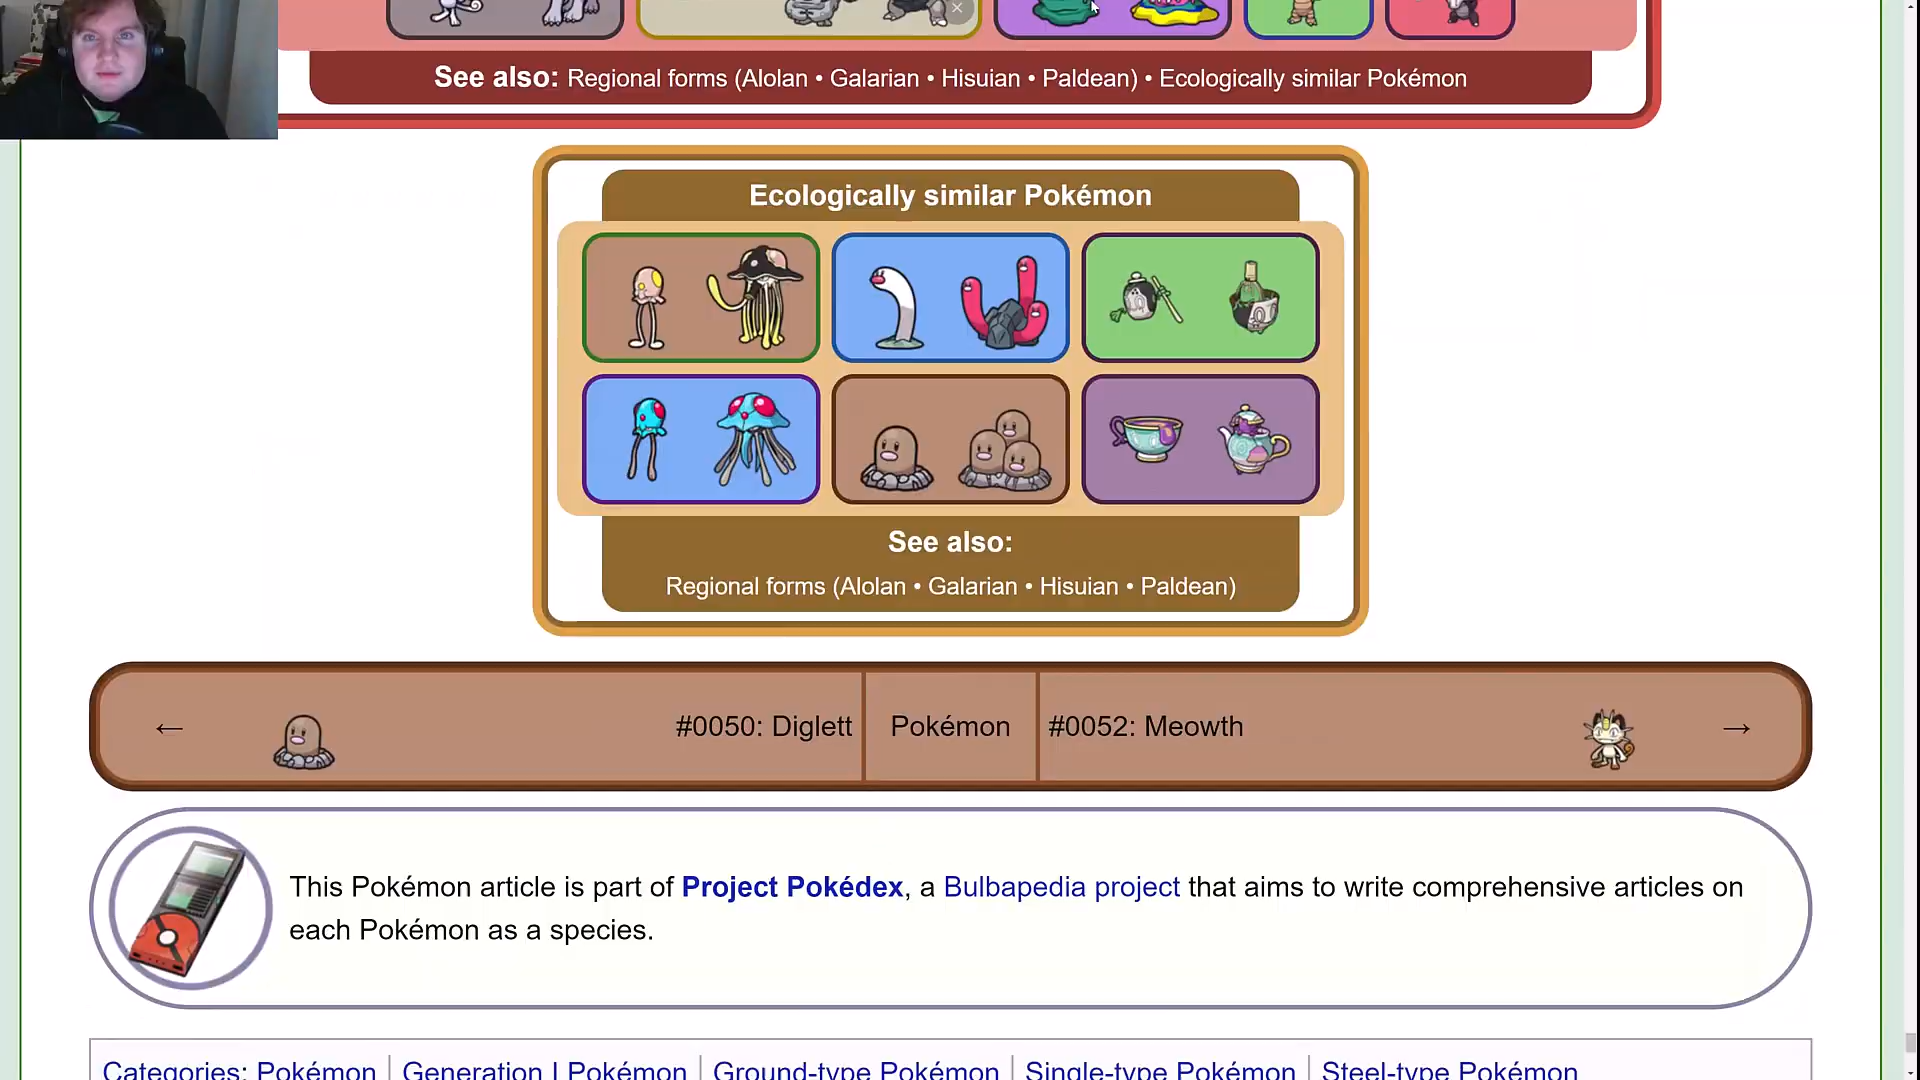 See also: Regional forms (Alolan • Galarian • Hisuian • Paldean) • Ecologically similar Pokémon
Ecologically similar Pokémon
See also:
Regional forms (Alolan • Galarian • Hisuian • Paldean)
← #0050: Diglett Pokémon #0052: Meowth →
This Pokémon article is part of Project Pokédex, a Bulbapedia project that aims to write comprehensive articles on
each Pokémon as a species.
Categories: Pokémon | Generation I Pokémon | Ground-type Pokémon | Single-type Pokémon | Steel-type Pokémon